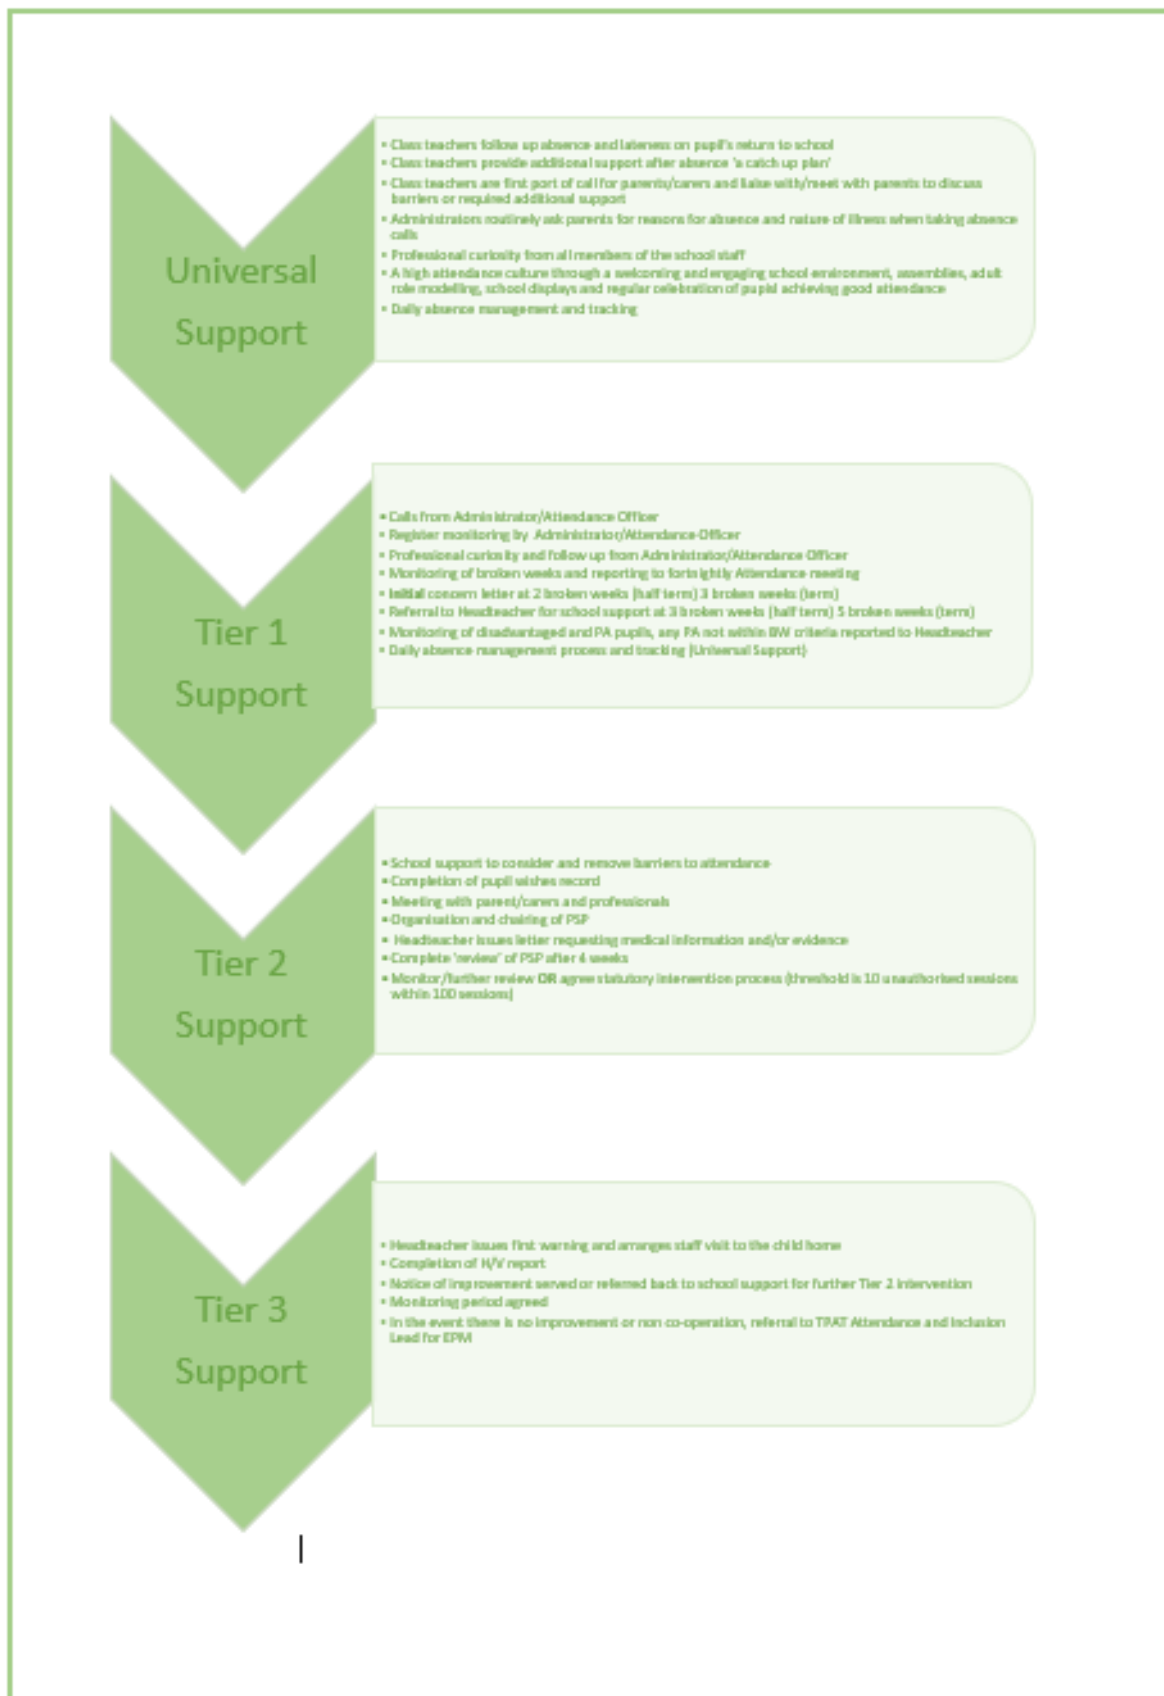 Universal
Support
• Class teachers follow up absence and lateness on pupil's return to school
• Class teachers provide additional support after absence 'a catch up plan'
• Class teachers are first port of call for parents/carers and liaise with/meet with parents to discuss
barriers or required additional support
• Administrators routinely ask parents for reasons for absence and nature of illness when taking absence
calls
• Professional curiosity from all members of the school staff
• A high attendance culture through a welcoming and engaging school environment, assemblies, adult
role modelling, school displays and regular celebration of pupisl achieving good attendance
• Daily absence management and tracking
Tier 1
Support
• Calls from Administrator/Attendance Officer
• Register monitoring by Administrator/Attendance Officer
• Professional curiosity and follow up from Administrator/Attendance Officer
• Monitoring of broken weeks and reporting to fortnightly Attendance meeting
• Initial concern letter at 2 broken weeks (half term) 3 broken weeks (term)
• Referral to Headteacher for school support at 3 broken weeks (half term) 5 broken weeks (term)
• Monitoring of disadvantaged and PA pupils, any PA not within BW criteria reported to Headteacher
• Daily absence management process and tracking (Universal Support)
Tier 2
Support
• School support to consider and remove barriers to attendance
• Completion of pupil wishes record
• Meeting with parent/carers and professionals
• Organisation and chairing of PSP
• Headteacher issues letter requesting medical information and/or evidence
• Complete 'review' of PSP after 4 weeks
• Monitor/further review OR agree statutory intervention process (threshold is 10 unauthorised sessions
within 100 sessions)
Tier 3
Support
• Headteacher issues first warning and arranges staff visit to the child home
• Completion of H/V report
• Notice of improvement served or referred back to school support for further Tier 2 intervention
• Monitoring period agreed
• In the event there is no improvement or non co-operation, referral to TPAT Attendance and Inclusion
Lead for EPM